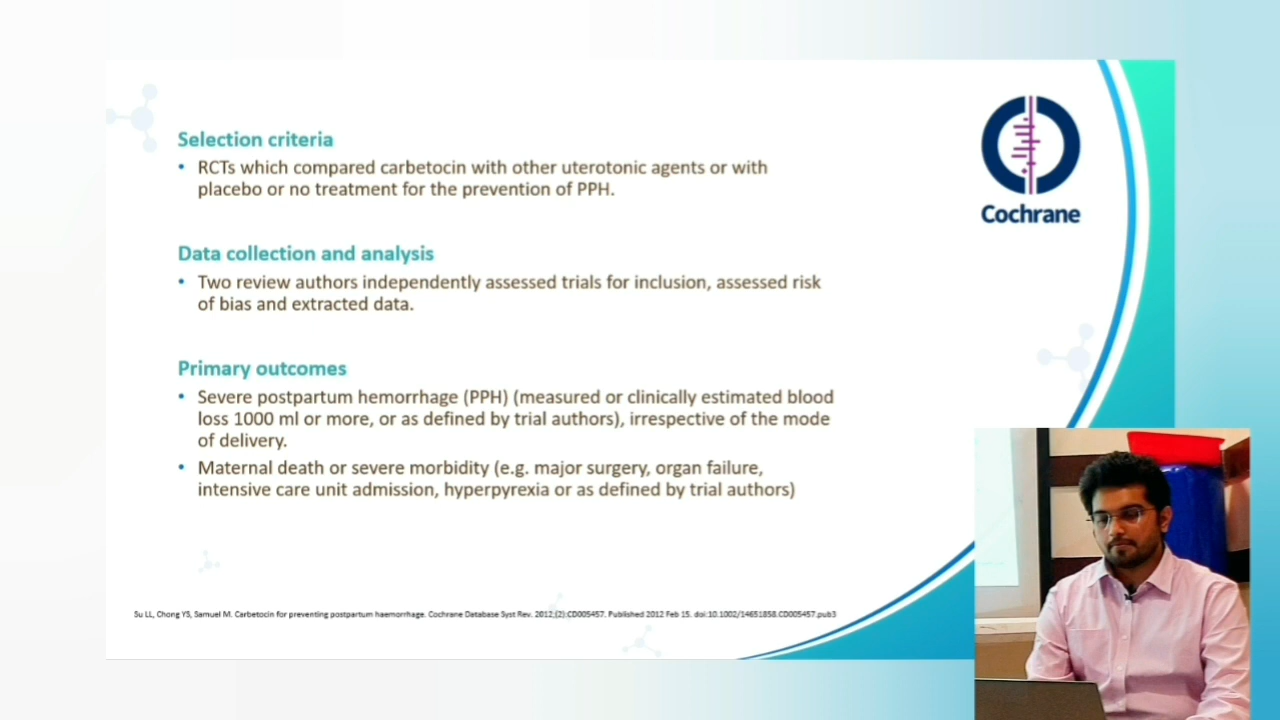 Selection criteria
• RCTs which compared carbetocin with other uterotonic agents or with
placebo or no treatment for the prevention of PPH.
Cochrane
Data collection and analysis
• Two review authors independently assessed trials for inclusion, assessed risk
of bias and extracted data.
Primary outcomes
• Severe postpartum hemorrhage (PPH) (measured or clinically estimated blood
loss 1000 ml or more, or as defined by trial authors), irrespective of the mode
of delivery.
• Maternal death or severe morbidity (e.g. major surgery, organ failure,
intensive care unit admission, hyperpyrexia or as defined by trial authors)
Su LL, Chong YS, Samuel M. Carbetocin for preventing postpartum haemorrhage. Cochrane Database Syst Rev. 2012;(2):CD005457. Published 2012 Feb 15. doi:10.1002/14651858.CD005457.pub3